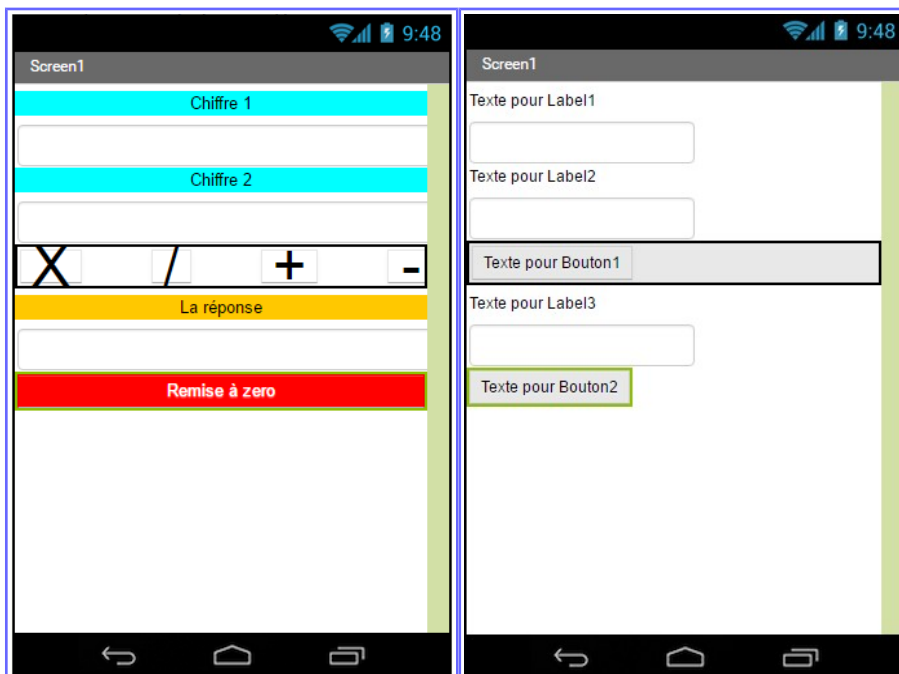 9:48
Screen1
Chiffre 1
Chiffre 2
X / + -
La réponse
Remise à zero
9:48
Screen1
Texte pour Label1
Texte pour Label2
Texte pour Bouton1
Texte pour Label3
Texte pour Bouton2